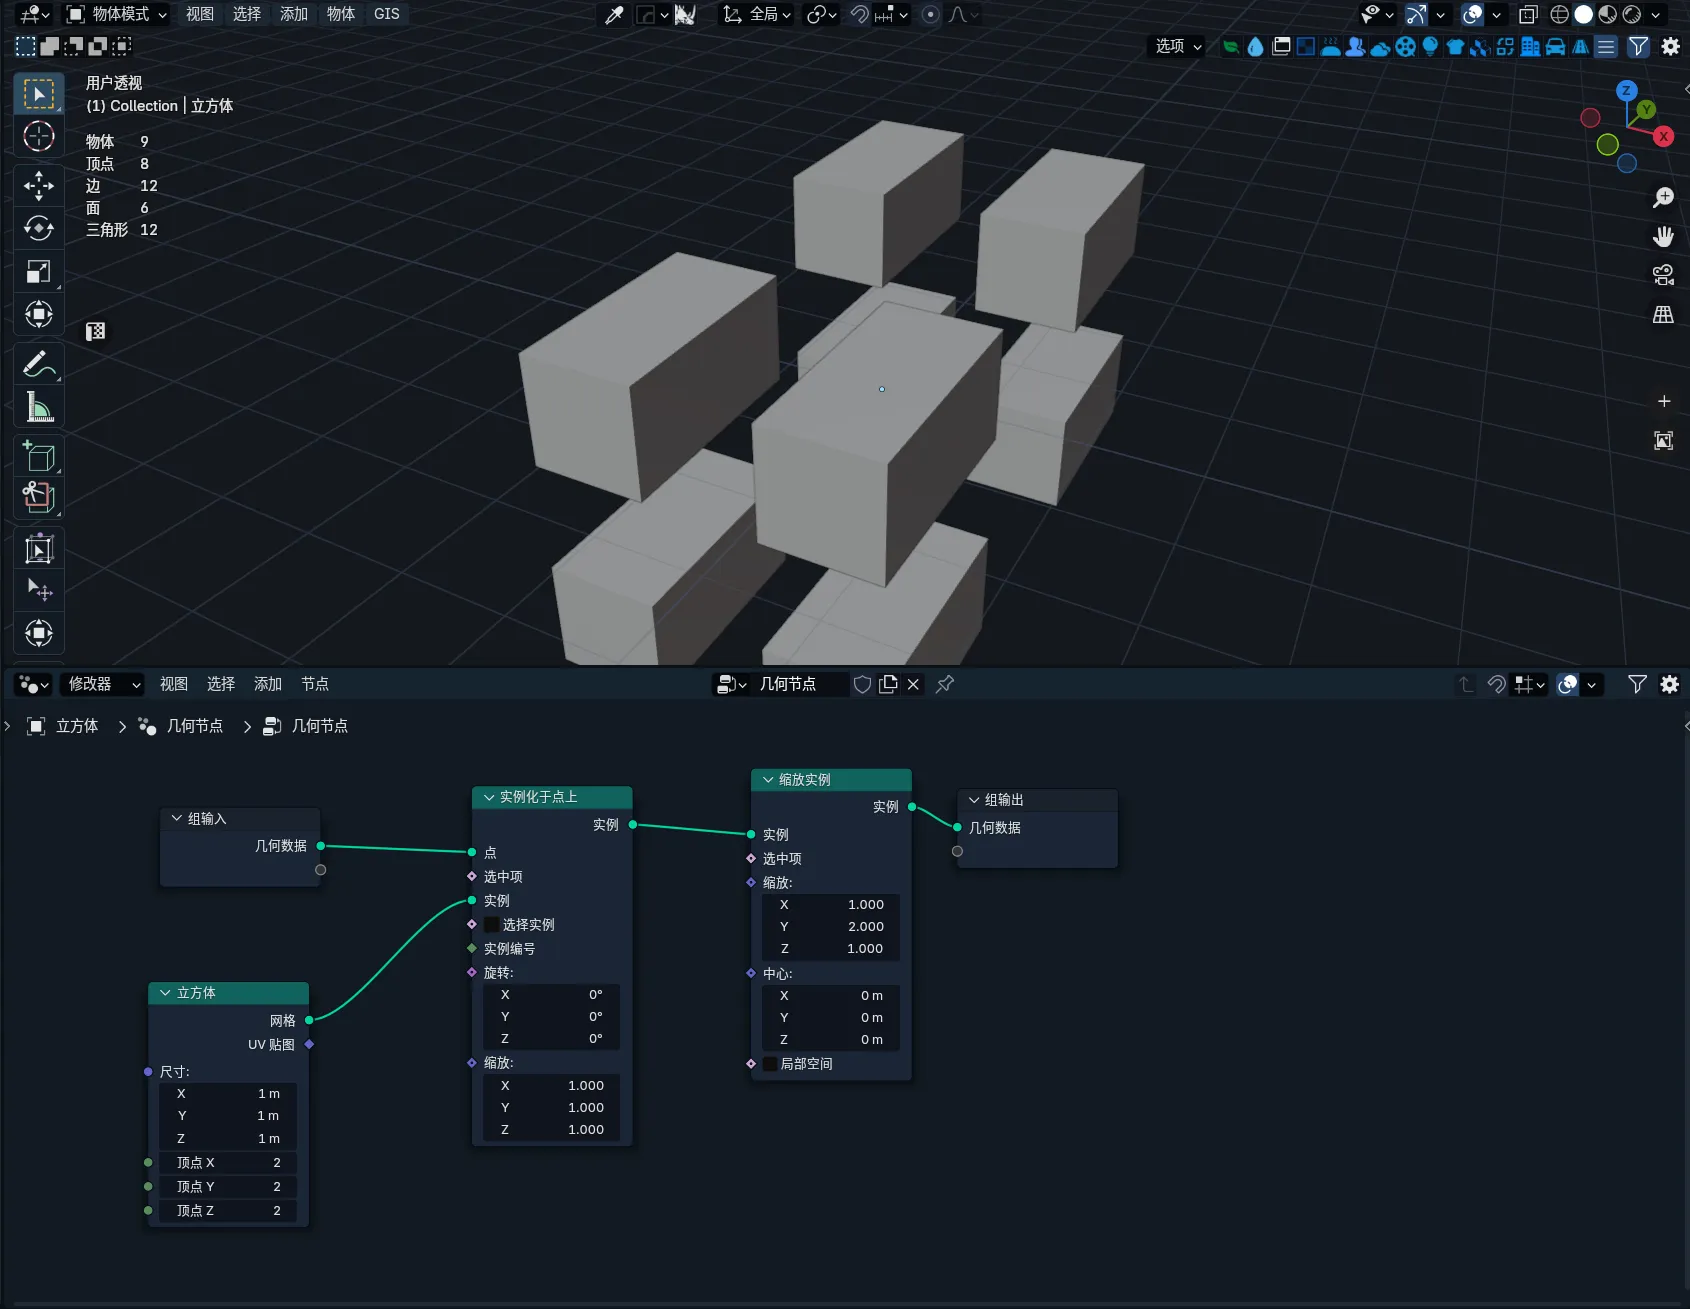 物体模式 视图 选择 添加 物体 GIS 全局
选项
用户透视
(1) Collection | 立方体
物体 9
顶点 8
边 12
面 6
三角形 12
Z
Y
X
修改器 视图 选择 添加 节点 几何节点
立方体 几何节点 几何节点
组输入
几何数据
立方体
网格
UV 贴图
尺寸:
X 1 m
Y 1 m
Z 1 m
顶点 X 2
顶点 Y 2
顶点 Z 2
实例化于点上
实例
点
选中项
实例
选择实例
实例编号
旋转:
X 0°
Y 0°
Z 0°
缩放:
X 1.000
Y 1.000
Z 1.000
缩放实例
实例
实例
选中项
缩放:
X 1.000
Y 2.000
Z 1.000
中心:
X 0 m
Y 0 m
Z 0 m
局部空间
组输出
几何数据